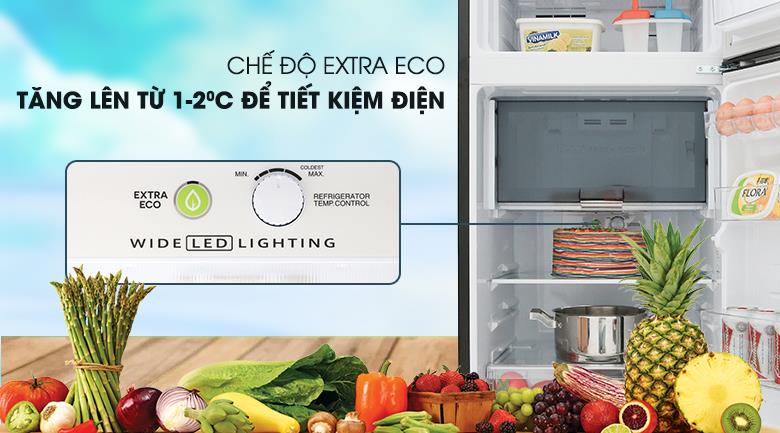 CHẾ ĐỘ EXTRA ECO
TĂNG LÊN TỪ 1-2⁰C ĐỂ TIẾT KIỆM ĐIỆN
EXTRA
ECO
MIN.
COLDEST
MAX.
REFRIGERATOR
TEMP.CONTROL
WIDE LED LIGHTING
VINAMILK
FLORA